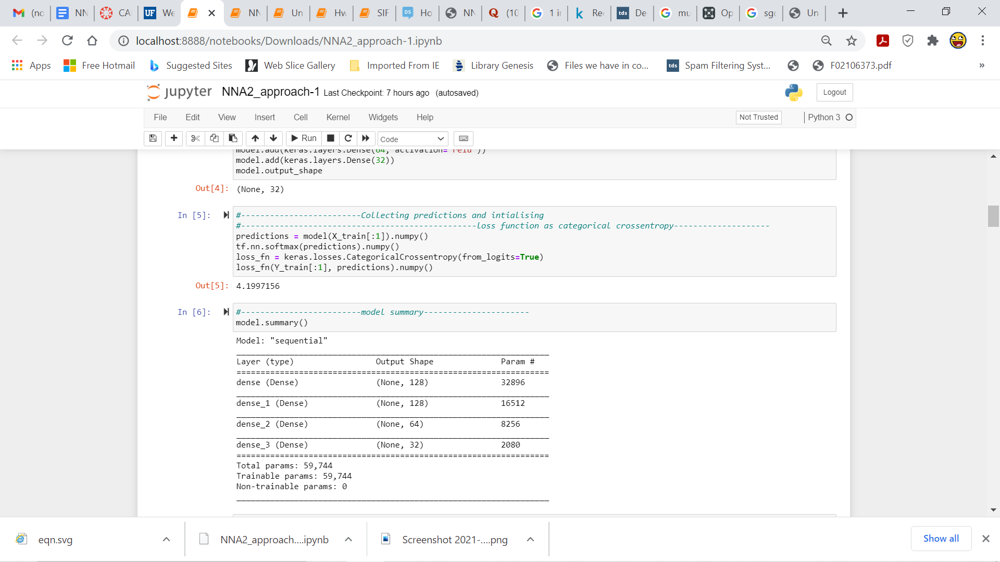 (no
NN
CA
UF We
NN
Un
Hw
SIF
DS Ho
NN
(10
1 i
k Re
tds De
mu
Op
sgc
Un
localhost:8888/notebooks/Downloads/NNA2_approach-1.ipynb
Apps Free Hotmail Suggested Sites Web Slice Gallery Imported From IE Library Genesis Files we have in co... tds Spam Filtering Syst... F02106373.pdf »
jupyter NNA2_approach-1 Last Checkpoint: 7 hours ago (autosaved) Logout
File Edit View Insert Cell Kernel Widgets Help Not Trusted Python 3
Run Code
model.add(keras.layers.Dense(64, activation='relu'))
model.add(keras.layers.Dense(32))
model.output_shape
Out[4]: (None, 32)
In [5]: #-------------------------Collecting predictions and intialising
#-------------------------------------------------loss function as categorical crossentropy--------------------
predictions = model(X_train[:1]).numpy()
tf.nn.softmax(predictions).numpy()
loss_fn = keras.losses.CategoricalCrossentropy(from_logits=True)
loss_fn(Y_train[:1], predictions).numpy()
Out[5]: 4.1997156
In [6]: #-------------------------model summary----------------------
model.summary()
Model: "sequential"
_________________________________________________________________
Layer (type) Output Shape Param #
=================================================================
dense (Dense) (None, 128) 32896
_________________________________________________________________
dense_1 (Dense) (None, 128) 16512
_________________________________________________________________
dense_2 (Dense) (None, 64) 8256
_________________________________________________________________
dense_3 (Dense) (None, 32) 2080
=================================================================
Total params: 59,744
Trainable params: 59,744
Non-trainable params: 0
_________________________________________________________________
eqn.svg NNA2_approach....ipynb Screenshot 2021-....png Show all